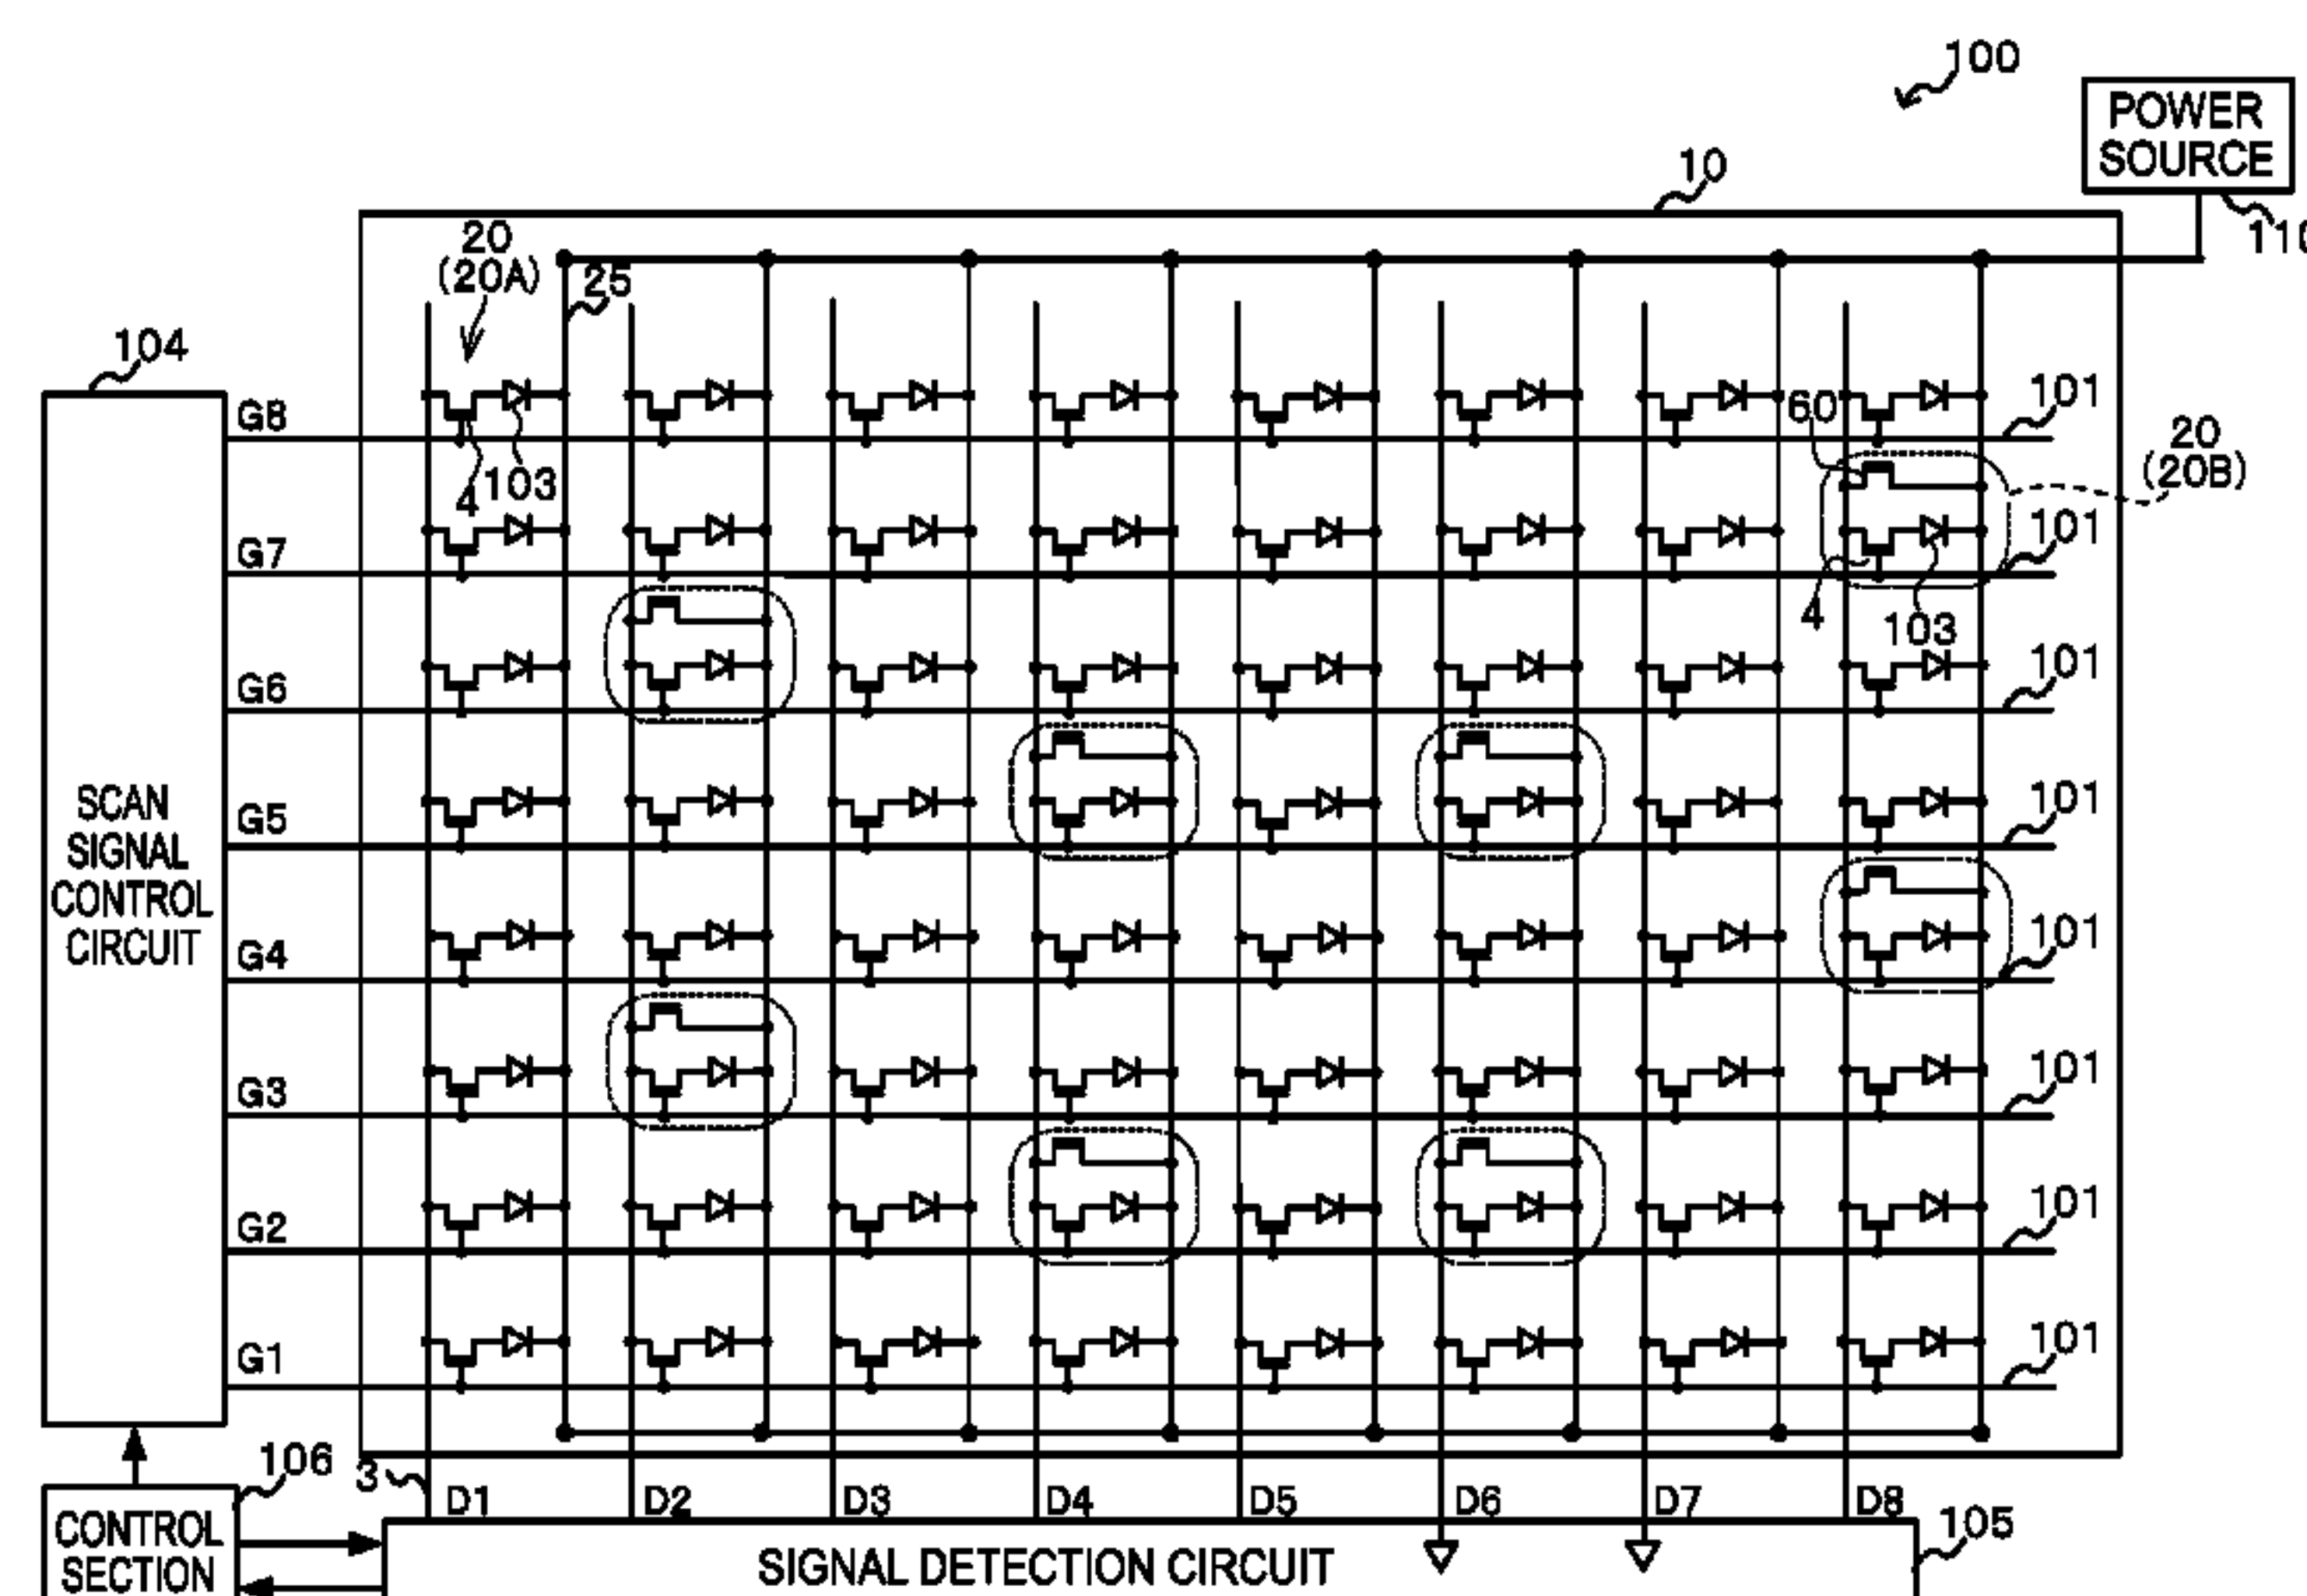 100
POWER
SOURCE
10
110
20
(20A)
25
104
G8
4
103
60
101
20
(20B)
G7
101
4
103
G6
101
SCAN
SIGNAL
CONTROL
CIRCUIT
G5
101
G4
101
G3
101
G2
101
G1
101
106
3
D1
D2
D3
D4
D5
D6
D7
D8
105
CONTROL
SECTION
SIGNAL DETECTION CIRCUIT